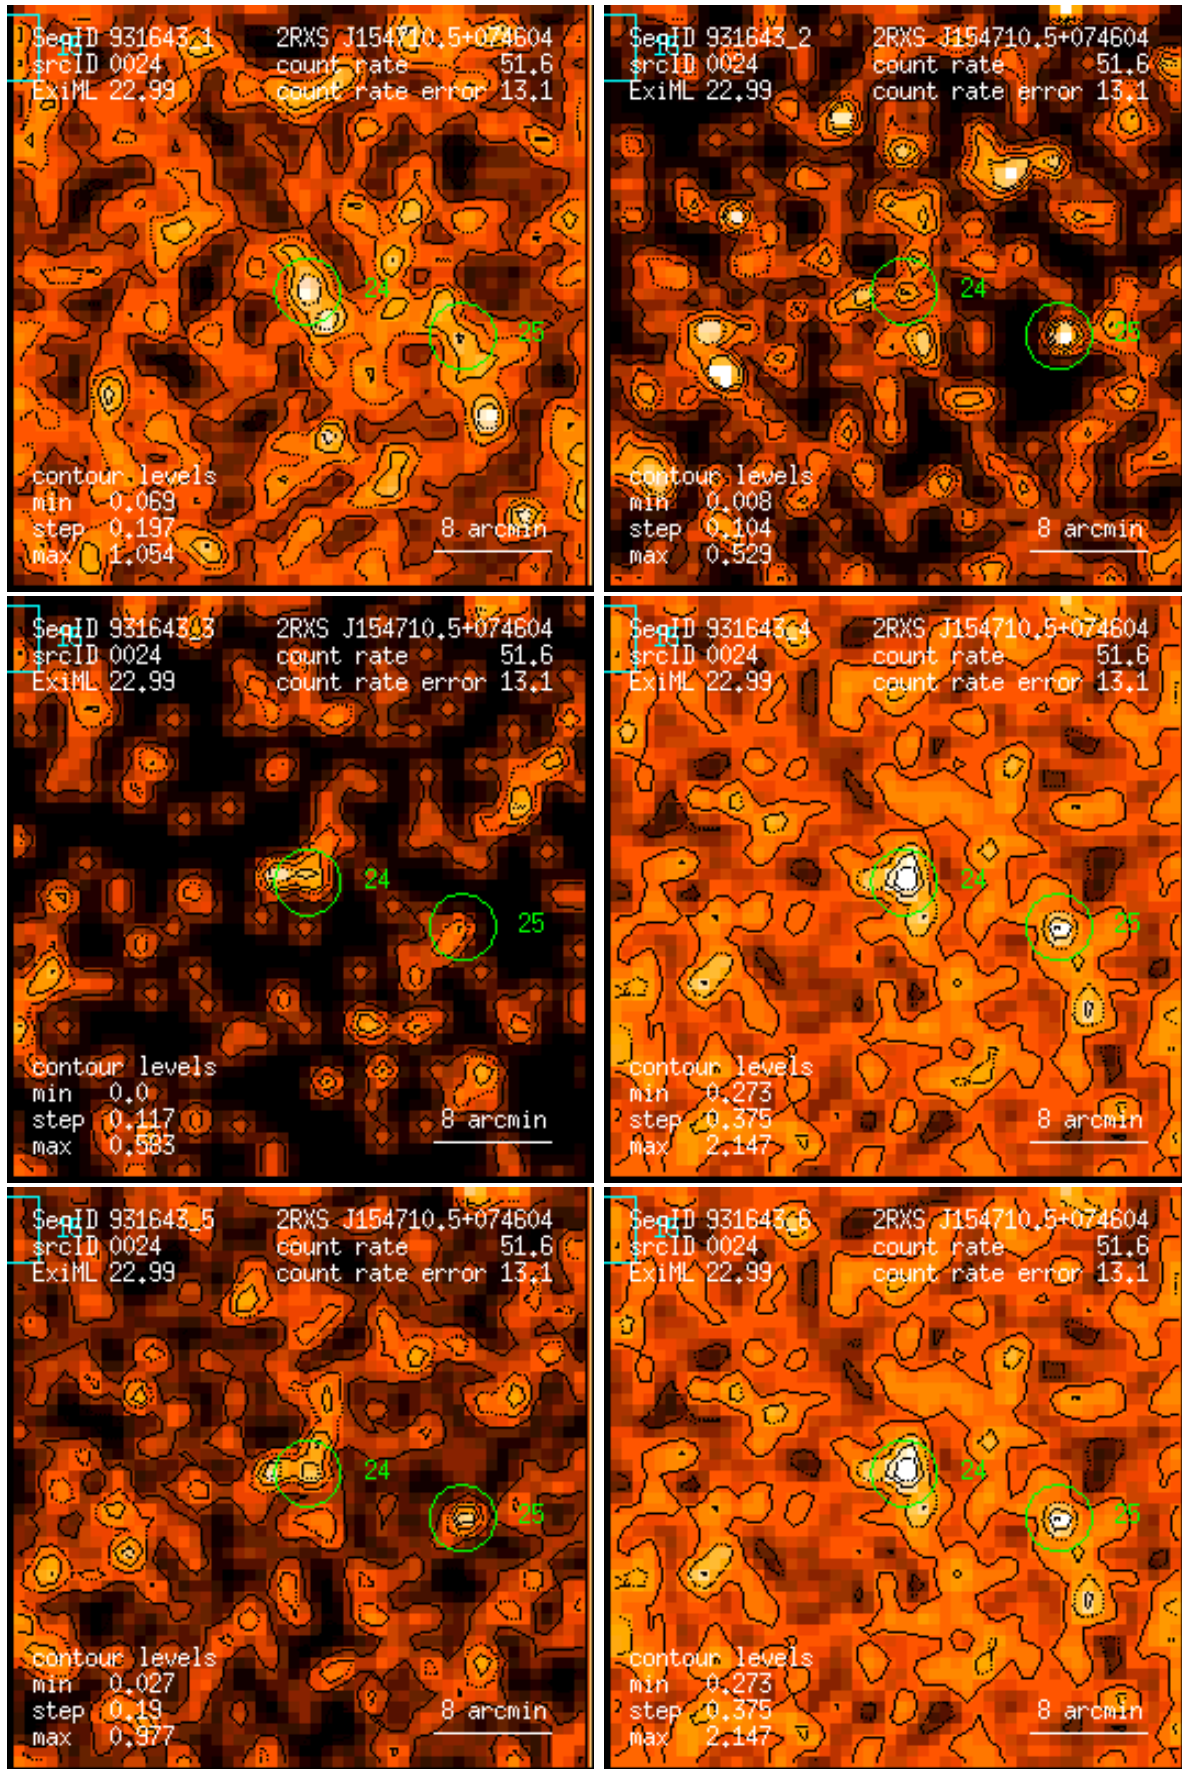 SeqID 931643_1 2RXS J154710.5+074604
srcID 0024 count rate 51.6
ExiML 22.99 count rate error 13.1
24
25
contour levels
min 0.069
step 0.197 8 arcmin
max 1.054
SeqID 931643_2 2RXS J154710.5+074604
srcID 0024 count rate 51.6
ExiML 22.99 count rate error 13.1
24
25
contour levels
min 0.008
step 0.104 8 arcmin
max 0.529
SeqID 931643_3 2RXS J154710.5+074604
srcID 0024 count rate 51.6
ExiML 22.99 count rate error 13.1
24
25
contour levels
min 0.0
step 0.117 8 arcmin
max 0.583
SeqID 931643_4 2RXS J154710.5+074604
srcID 0024 count rate 51.6
ExiML 22.99 count rate error 13.1
24
25
contour levels
min 0.273
step 0.375 8 arcmin
max 2.147
SeqID 931643_5 2RXS J154710.5+074604
srcID 0024 count rate 51.6
ExiML 22.99 count rate error 13.1
24
25
contour levels
min 0.027
step 0.19 8 arcmin
max 0.977
SeqID 931643_6 2RXS J154710.5+074604
srcID 0024 count rate 51.6
ExiML 22.99 count rate error 13.1
24
25
contour levels
min 0.273
step 0.375 8 arcmin
max 2.147